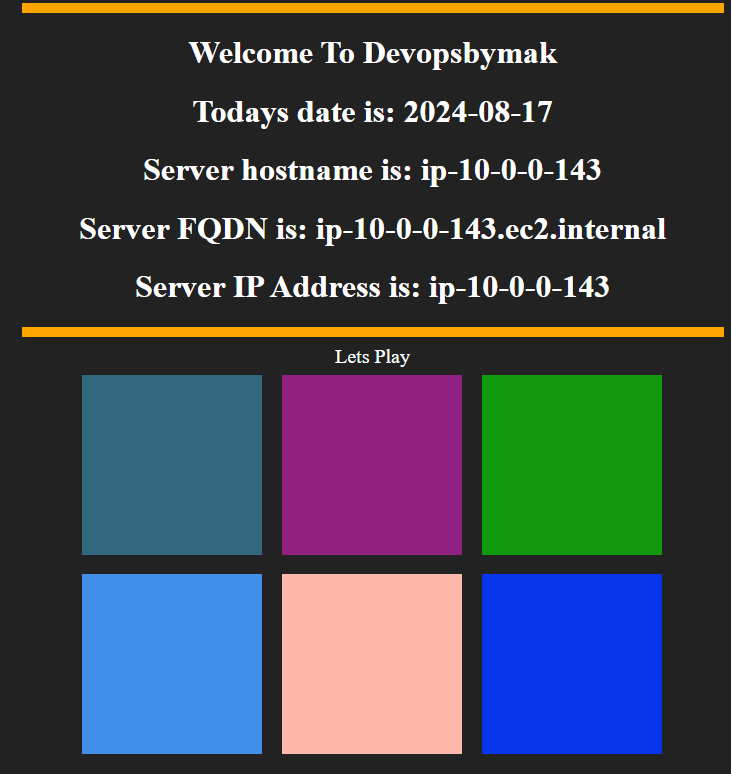 Welcome To Devopsbymak
Todays date is: 2024-08-17
Server hostname is: ip-10-0-0-143
Server FQDN is: ip-10-0-0-143.ec2.internal
Server IP Address is: ip-10-0-0-143
Lets Play